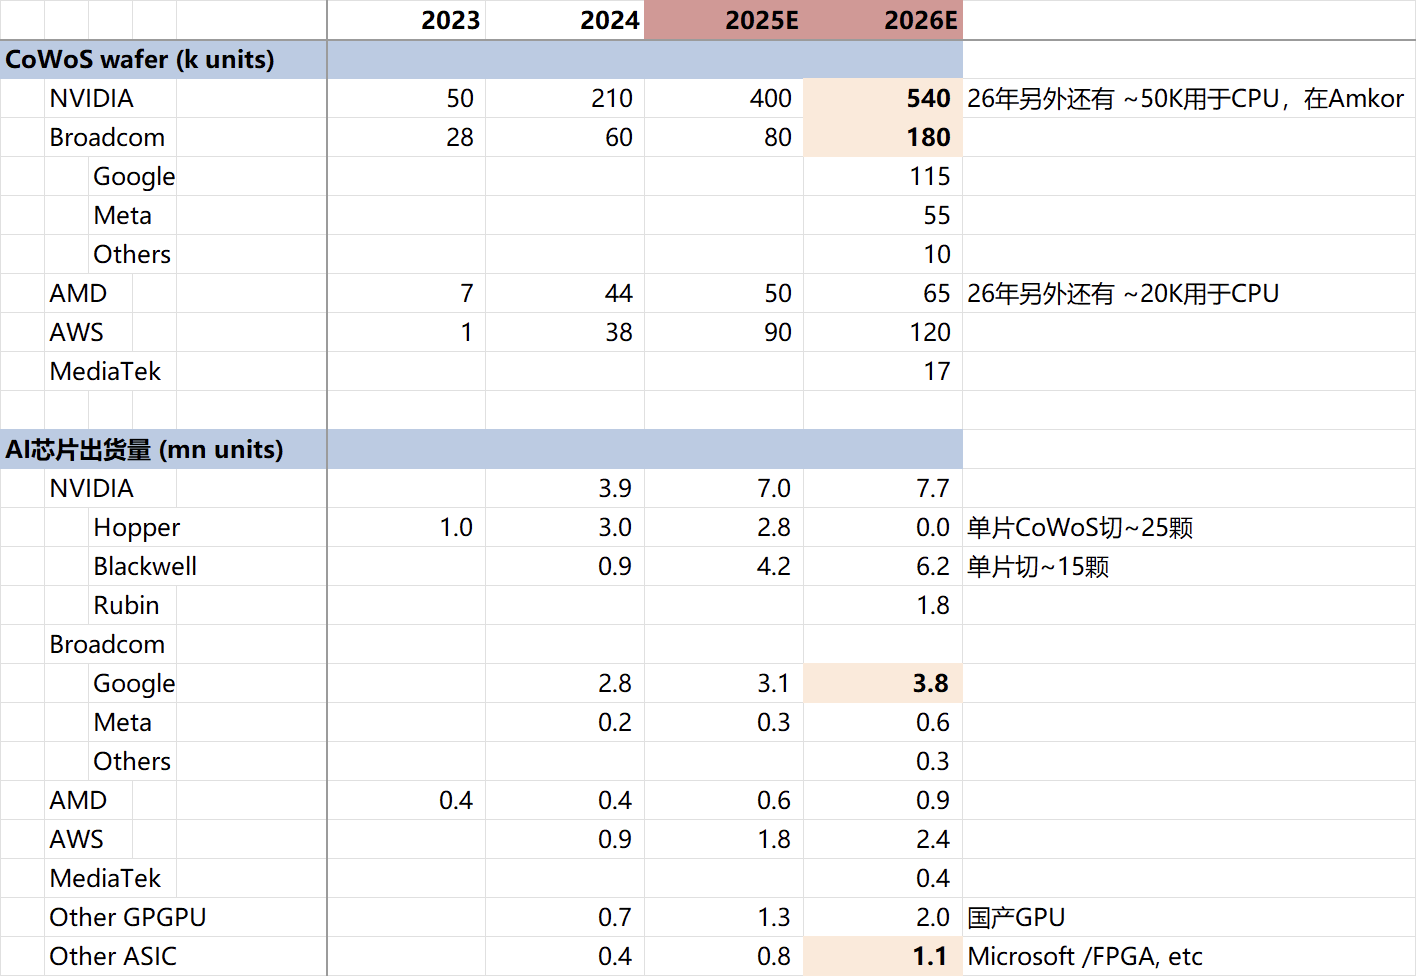 2023 2024 2025E 2026E
CoWoS wafer (k units)
NVIDIA 50 210 400 540 26年另外还有 ~50K用于CPU，在Amkor
Broadcom 28 60 80 180
Google 115
Meta 55
Others 10
AMD 7 44 50 65 26年另外还有 ~20K用于CPU
AWS 1 38 90 120
MediaTek 17
AI芯片出货量 (mn units)
NVIDIA 3.9 7.0 7.7
Hopper 1.0 3.0 2.8 0.0 单片CoWoS切~25颗
Blackwell 0.9 4.2 6.2 单片切~15颗
Rubin 1.8
Broadcom
Google 2.8 3.1 3.8
Meta 0.2 0.3 0.6
Others 0.3
AMD 0.4 0.4 0.6 0.9
AWS 0.9 1.8 2.4
MediaTek 0.4
Other GPGPU 0.7 1.3 2.0 国产GPU
Other ASIC 0.4 0.8 1.1 Microsoft /FPGA, etc